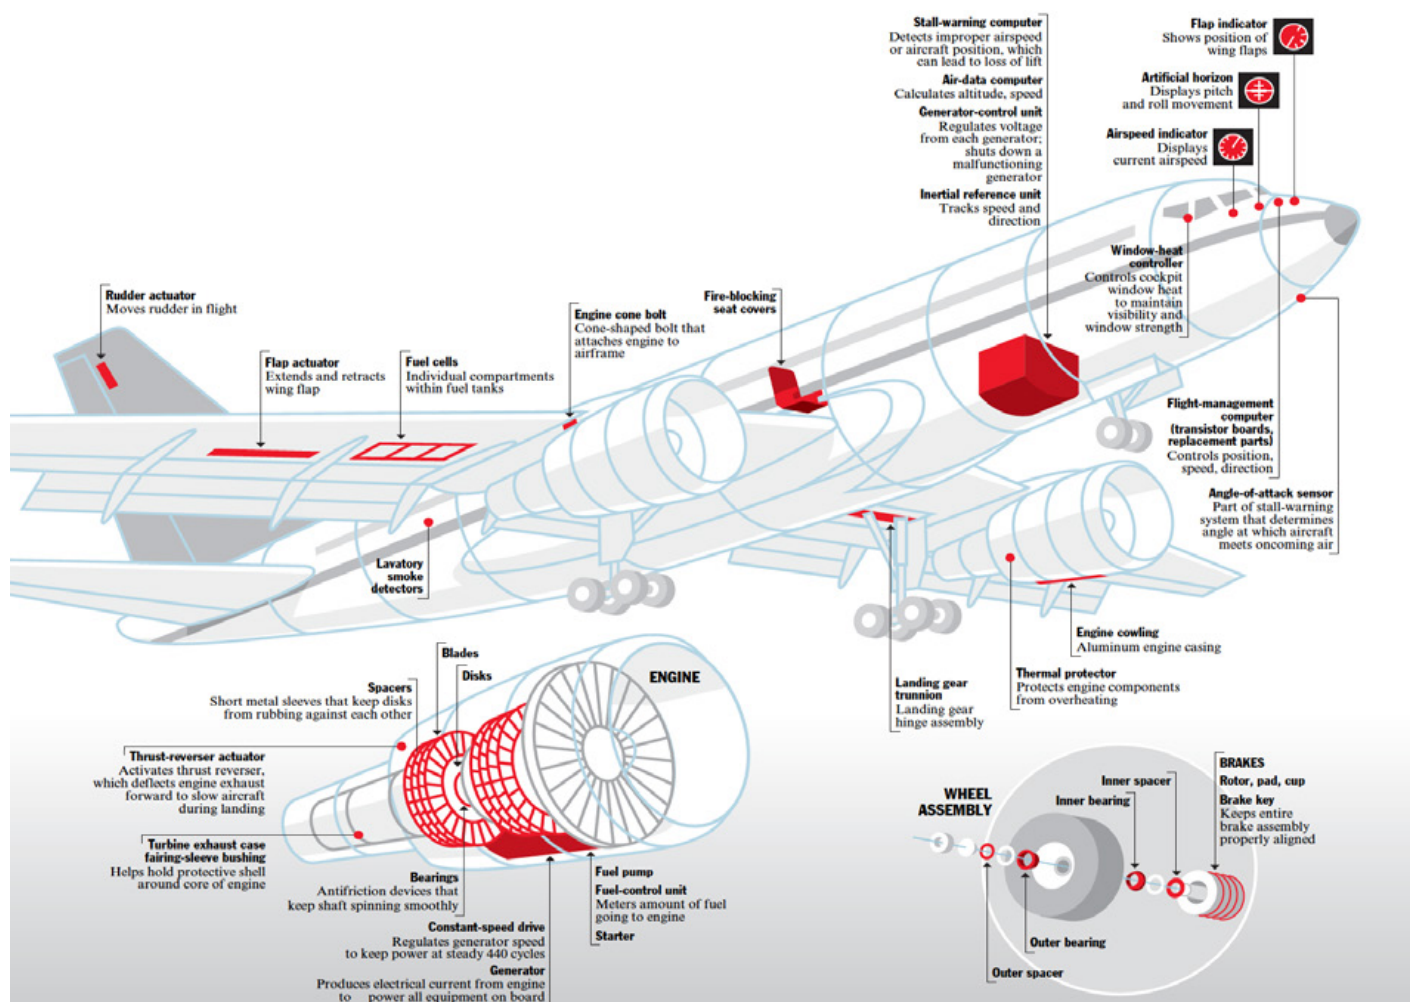 Stall-warning computer
Detects improper airspeed
or aircraft position, which
can lead to loss of lift
Air-data computer
Calculates altitude, speed
Generator-control unit
Regulates voltage
from each generator;
shuts down a
malfunctioning
generator
Inertial reference unit
Tracks speed and
direction
Flap indicator
Shows position of
wing flaps
Artificial horizon
Displays pitch
and roll movement
Airspeed indicator
Displays
current airspeed
Window-heat
controller
Controls cockpit
window heat
to maintain
visibility and
window strength
Rudder actuator
Moves rudder in flight
Flap actuator
Extends and retracts
wing flap
Fuel cells
Individual compartments
within fuel tanks
Engine cone bolt
Cone-shaped bolt that
attaches engine to
airframe
Fire-blocking
seat covers
Flight-management
computer
(transistor boards,
replacement parts)
Controls position,
speed, direction
Angle-of-attack sensor
Part of stall-warning
system that determines
angle at which aircraft
meets oncoming air
Lavatory
smoke
detectors
Engine cowling
Aluminum engine casing
Thermal protector
Protects engine components
from overheating
Landing gear
trunnion
Landing gear
hinge assembly
ENGINE
Blades
Disks
Spacers
Short metal sleeves that keep disks
from rubbing against each other
Thrust-reverser actuator
Activates thrust reverser,
which deflects engine exhaust
forward to slow aircraft
during landing
Turbine exhaust case
fairing-sleeve bushing
Helps hold protective shell
around core of engine
Bearings
Antifriction devices that
keep shaft spinning smoothly
Constant-speed drive
Regulates generator speed
to keep power at steady 440 cycles
Generator
Produces electrical current from engine
to power all equipment on board
Fuel pump
Fuel-control unit
Meters amount of fuel
going to engine
Starter
WHEEL
ASSEMBLY
Inner spacer
Inner bearing
BRAKES
Rotor, pad, cup
Brake key
Keeps entire
brake assembly
properly aligned
Outer bearing
Outer spacer